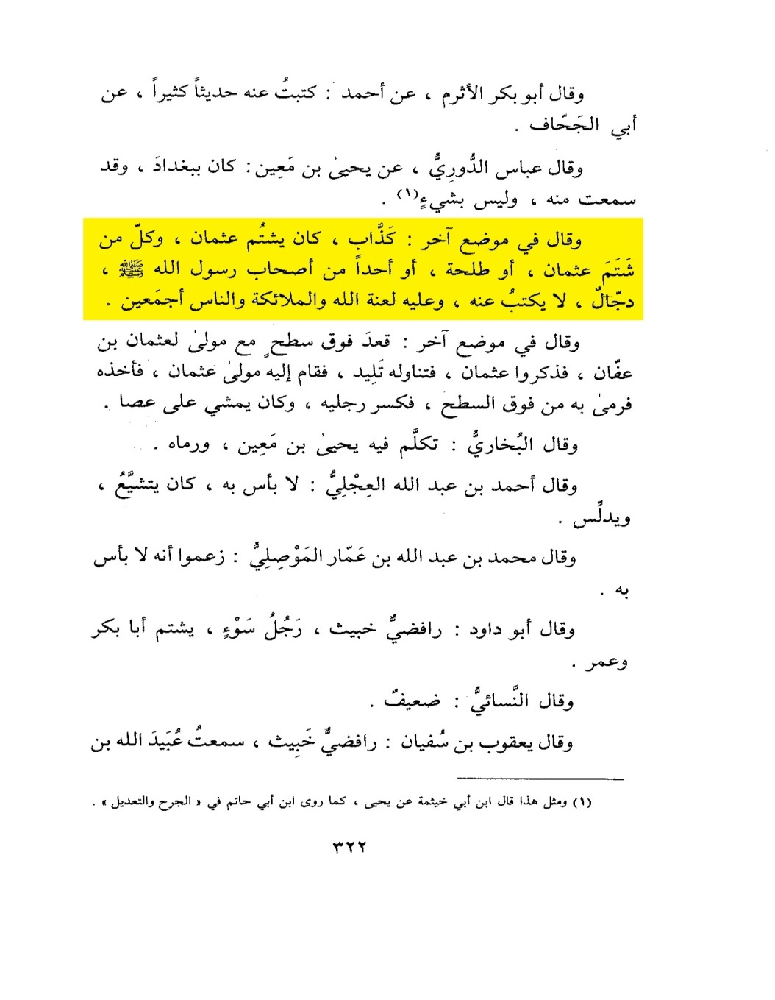 وقال أبو بكر الأثرم ، عن أحمد : كتبتُ عنه حديثاً كثيراً ، عن
أبي الجَحّاف .
وقال عباس الدُّورِيُّ ، عن يحيىٰ بن مَعِين : كان ببغدادَ ، وقد
سمعت منه ، وليس بشيءٍ(١) .
وقال في موضع آخر : كَذَّاب ، كان يشتُم عثمان ، وكلّ من
شَتَمَ عثمان ، أو طلحة ، أو أحداً من أصحاب رسول الله ﷺ ،
دجّالٌ ، لا يكتبُ عنه ، وعليه لعنة الله والملائكة والناس أجمَعين .
وقال في موضع آخر : قعدَ فوق سطحٍ مع مولىٰ لعثمان بن
عفّان ، فذكروا عثمان ، فتناوله تَلِيد ، فقام إليه مولىٰ عثمان ، فأخذه
فرمىٰ به من فوق السطح ، فكسر رجليه ، وكان يمشي على عصا .
وقال البُخاريُّ : تكلَّم فيه يحيىٰ بن مَعِين ، ورماه .
وقال أحمد بن عبد الله العِجْلِيُّ : لا بأس به ، كان يتشيَّعُ ،
ويدلِّس .
وقال محمد بن عبد الله بن عَمّار المَوْصِلِيُّ : زعموا أنه لا بأس
به .
وقال أبو داود : رافضيٌّ خبيث ، رَجُلُ سَوْءٍ ، يشتم أبا بكر
وعمر .
وقال النَّسائيُّ : ضعيفٌ .
وقال يعقوب بن سُفيان : رافضيٌّ خَبِيث ، سمعتُ عُبَيدَ الله بن
(١) ومثل هذا قال ابن أبي خيثمة عن يحيى ، كما روى ابن أبي حاتم في « الجرح والتعديل » .
٣٢٢